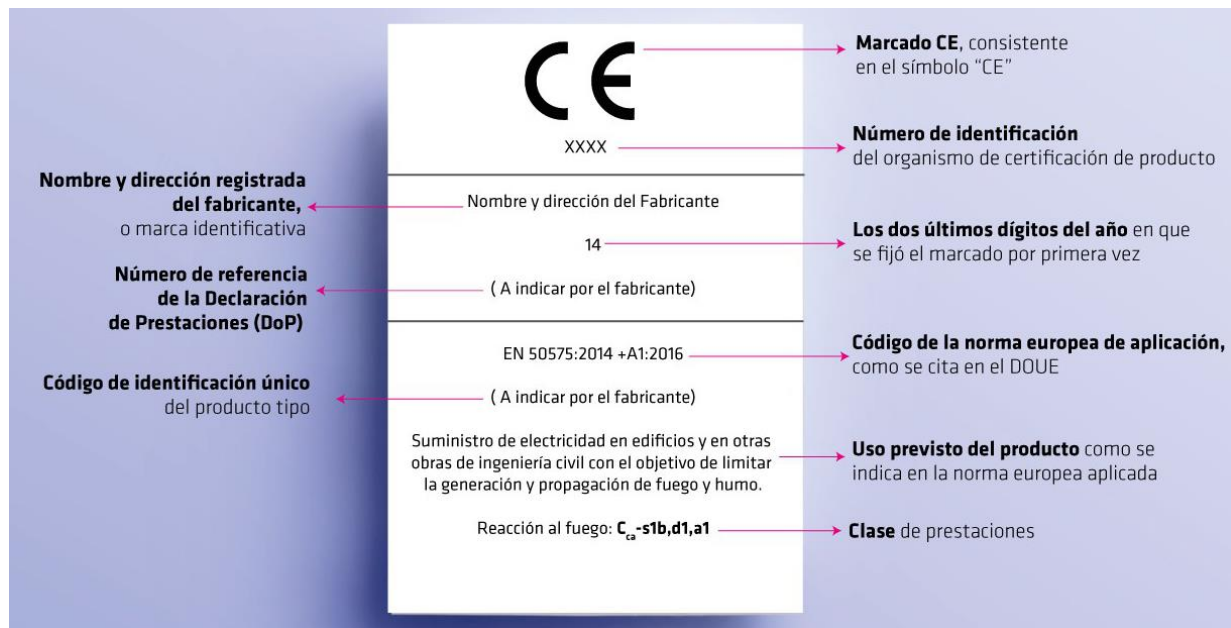 CE
XXXX
Nombre y dirección del Fabricante
14
( A indicar por el fabricante)
EN 50575:2014 +A1:2016
( A indicar por el fabricante)
Suministro de electricidad en edificios y en otras
obras de ingeniería civil con el objetivo de limitar
la generación y propagación de fuego y humo.
Reacción al fuego: Cca-s1b,d1,a1
Nombre y dirección registrada
del fabricante,
o marca identificativa
Número de referencia
de la Declaración
de Prestaciones (DoP)
Código de identificación único
del producto tipo
Marcado CE, consistente
en el símbolo “CE”
Número de identificación
del organismo de certificación de producto
Los dos últimos dígitos del año en que
se fijó el marcado por primera vez
Código de la norma europea de aplicación,
como se cita en el DOUE
Uso previsto del producto como se
indica en la norma europea aplicada
Clase de prestaciones